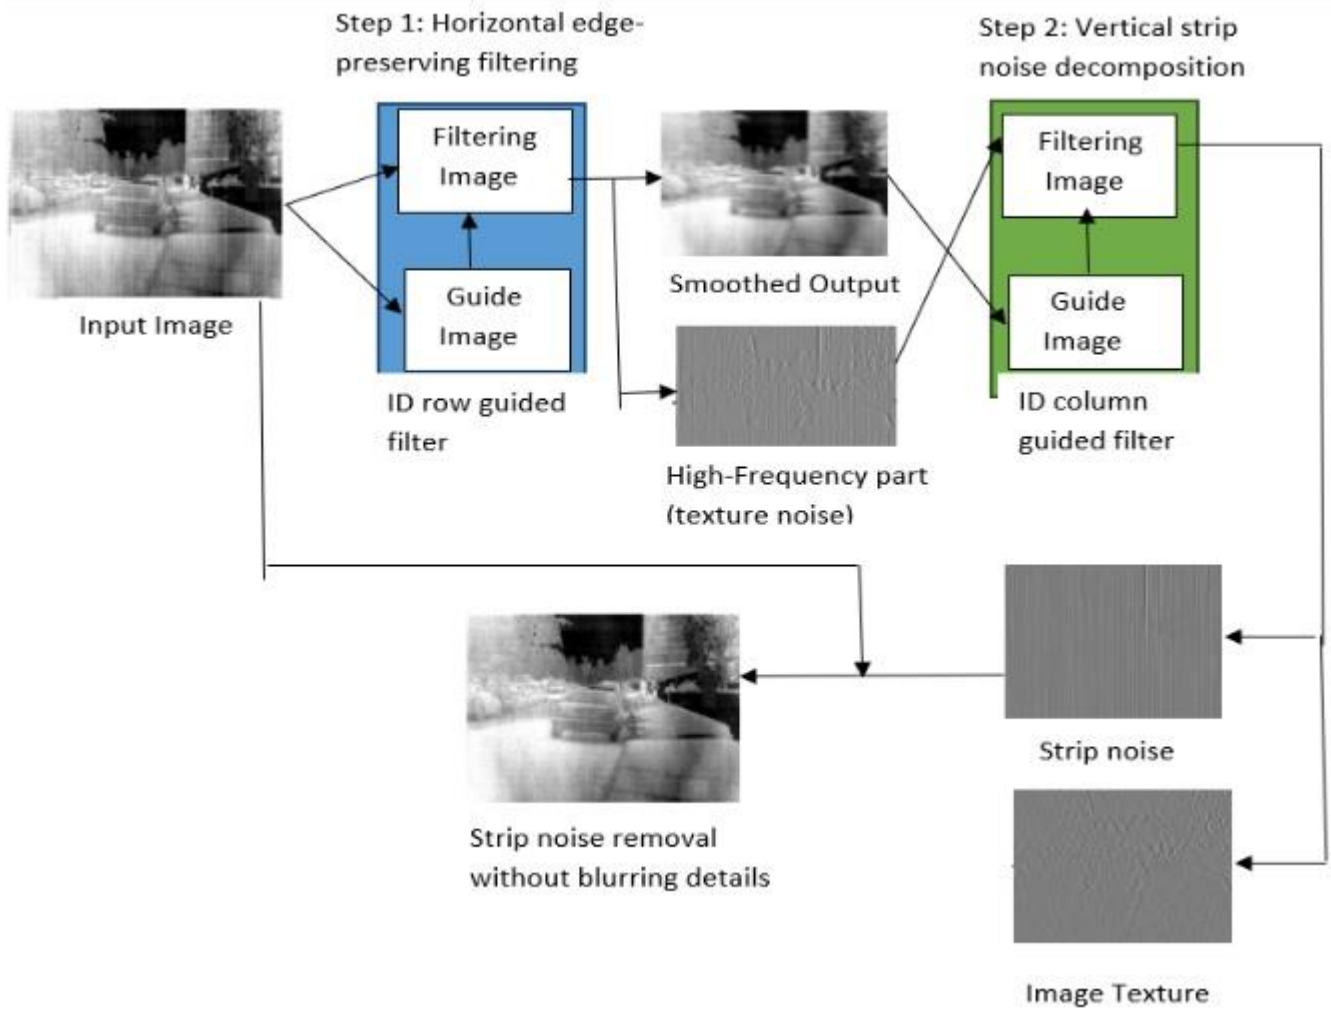 Step 1: Horizontal edge-
preserving filtering
Step 2: Vertical strip
noise decomposition
Input Image
Filtering
Image
Guide
Image
ID row guided
filter
Smoothed Output
High-Frequency part
(texture noise)
Filtering
Image
Guide
Image
ID column
guided filter
Strip noise
Strip noise removal
without blurring details
Image Texture